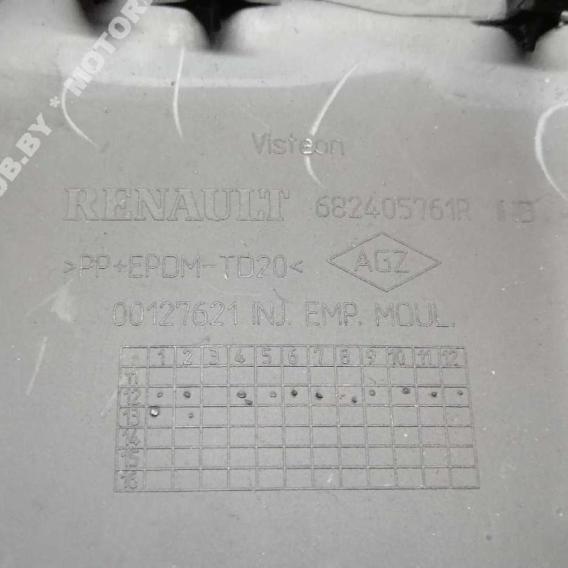 Visteon
RENAULT 682405761R
>PP+EPDM-TD20< AGZ
00127621 INJ. EMP. MOUL.
1 2 3 4 5 6 7 8 9 10 11 12
11
12
13
14
15
16